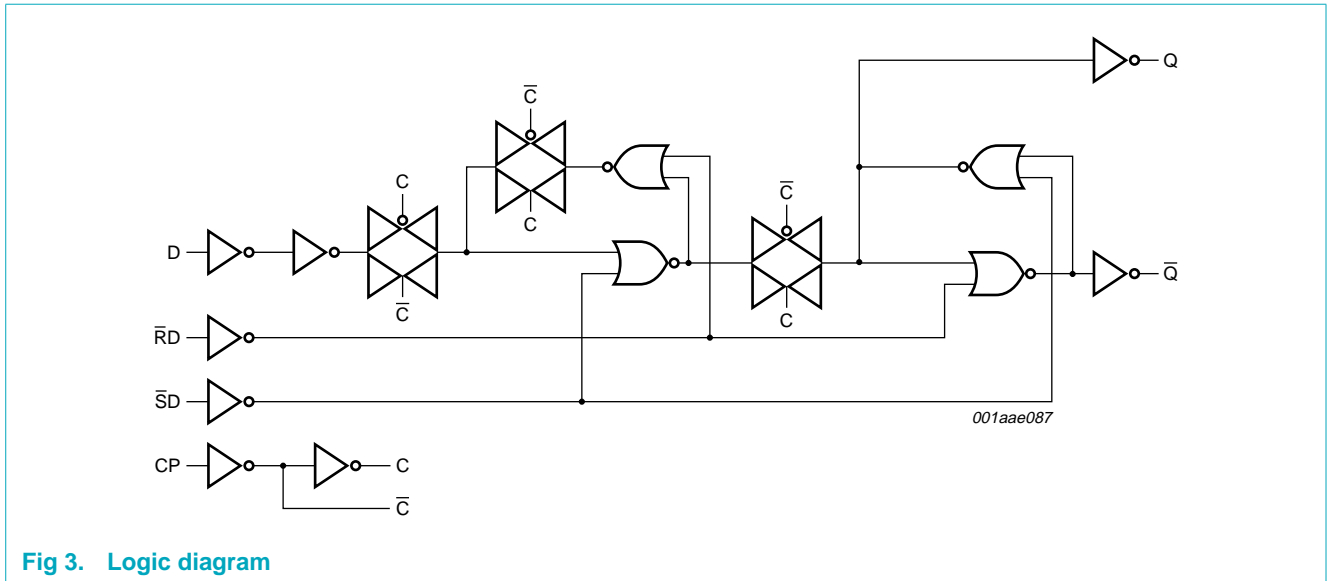 Q
C̅
C
C̅
C
D
C̅
C
Q̅
R̅D
S̅D
001aae087
CP
C
C̅
Fig 3. Logic diagram